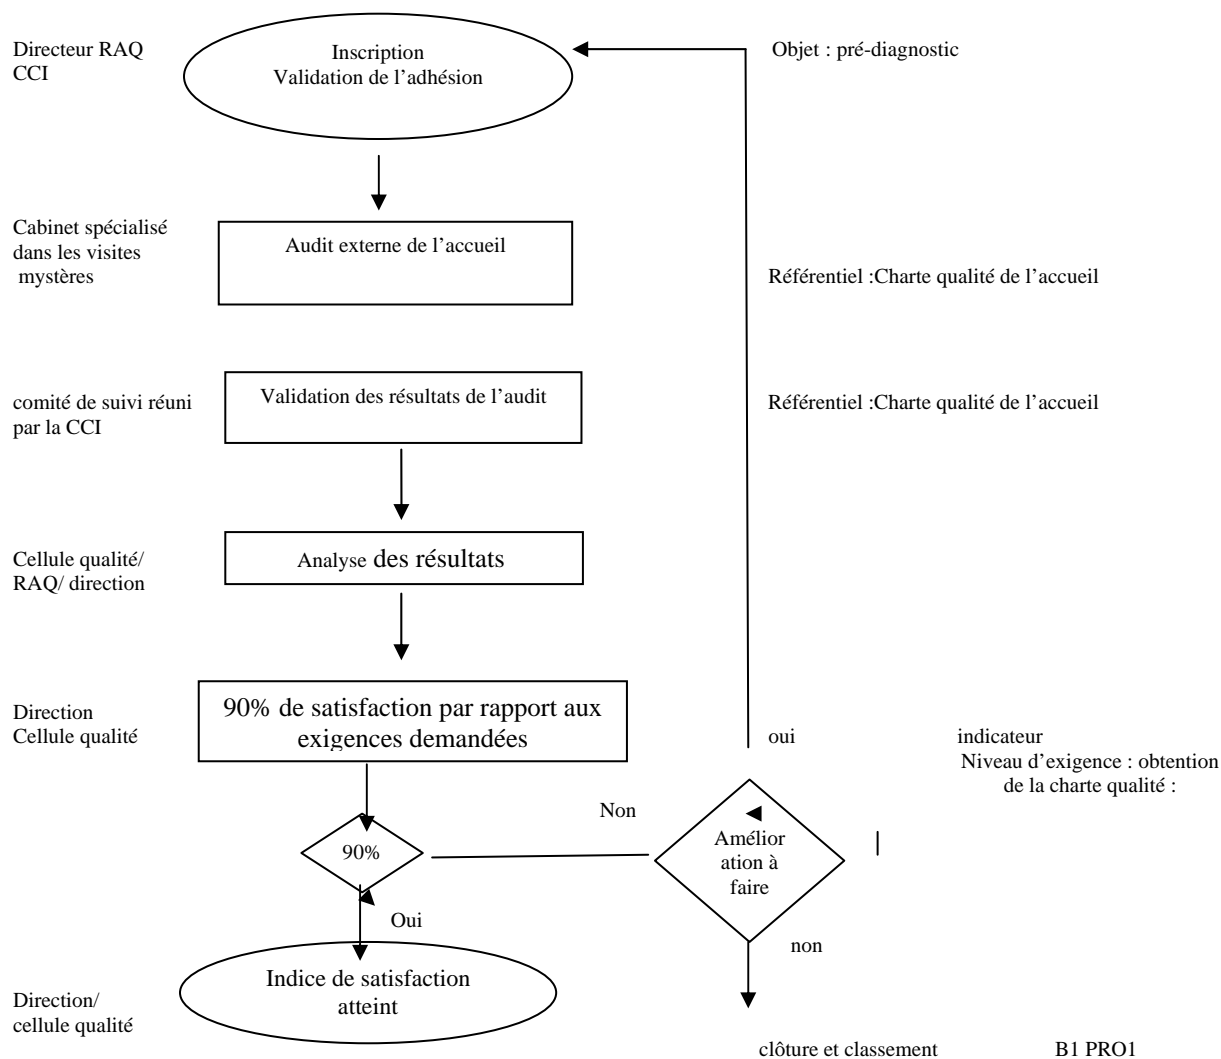 Directeur RAQ
CCI
Inscription
Validation de l’adhésion
Objet : pré-diagnostic
Cabinet spécialisé
dans les visites
mystères
Audit externe de l’accueil
Référentiel :Charte qualité de l’accueil
comité de suivi réuni
par la CCI
Validation des résultats de l’audit
Référentiel :Charte qualité de l’accueil
Cellule qualité/
RAQ/ direction
Analyse des résultats
Direction
Cellule qualité
90% de satisfaction par rapport aux
exigences demandées
oui
indicateur
Niveau d’exigence : obtention
de la charte qualité :
Non
90%
Amélior
ation à
faire
Oui
non
Direction/
cellule qualité
Indice de satisfaction
atteint
clôture et classement
B1 PRO1